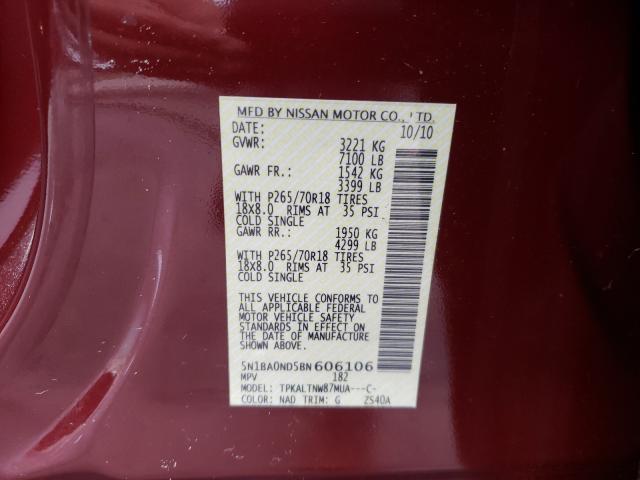 MFD BY NISSAN MOTOR CO., LTD.
DATE: 10/10
GVWR: 3221 KG
7100 LB
GAWR FR.: 1542 KG
3399 LB
WITH P265/70R18 TIRES
18X8.0 RIMS AT 35 PSI
COLD SINGLE
GAWR RR.: 1950 KG
4299 LB
WITH P265/70R18 TIRES
18X8.0 RIMS AT 35 PSI
COLD SINGLE
THIS VEHICLE CONFORMS TO
ALL APPLICABLE FEDERAL
MOTOR VEHICLE SAFETY
STANDARDS IN EFFECT ON
THE DATE OF MANUFACTURE
SHOWN ABOVE.
5N1BA0ND5BN606106
MPV 182
MODEL: TPKALTNW87MUA---C-
COLOR: NAD TRIM: G ZS40A